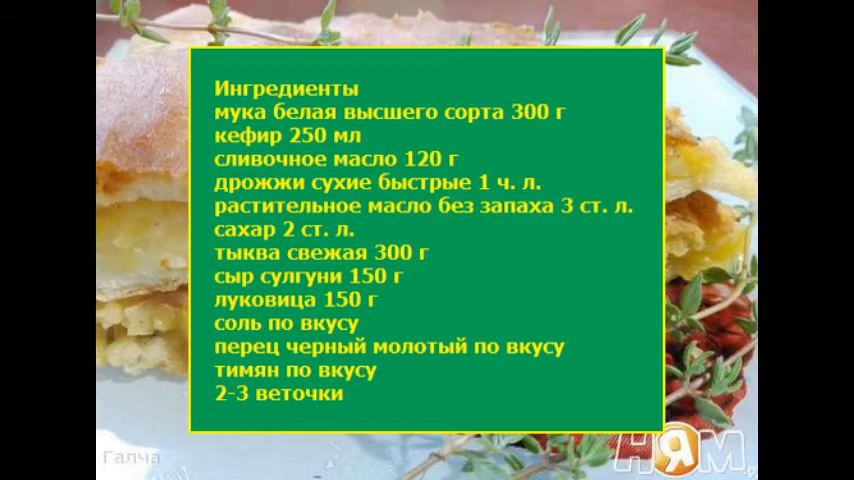 Ингредиенты
мука белая высшего сорта 300 г
кефир 250 мл
сливочное масло 120 г
дрожжи сухие быстрые 1 ч. л.
растительное масло без запаха 3 ст. л.
сахар 2 ст. л.
тыква свежая 300 г
сыр сулгуни 150 г
луковица 150 г
соль по вкусу
перец черный молотый по вкусу
тимян по вкусу
2-3 веточки
Галча
НЯМ